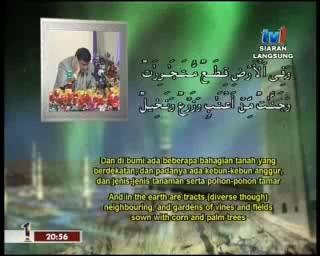 tv1
SIARAN
LANGSUNG
وَفِى ٱلْأَرْضِ قِطَعٌ مُّتَجَٰوِرَٰتٌ
وَجَنَّٰتٌ مِّنْ أَعْنَٰبٍ وَزَرْعٌ وَنَخِيلٌ
Dan di bumi ada beberapa bahagian tanah yang
berdekatan; dan padanya ada kebun-kebun anggur,
dan jenis-jenis tanaman serta pohon-pohon tamar
And in the earth are tracts (diverse though)
neighbouring, and gardens of vines and fields
sown with corn and palm trees
1 20:56